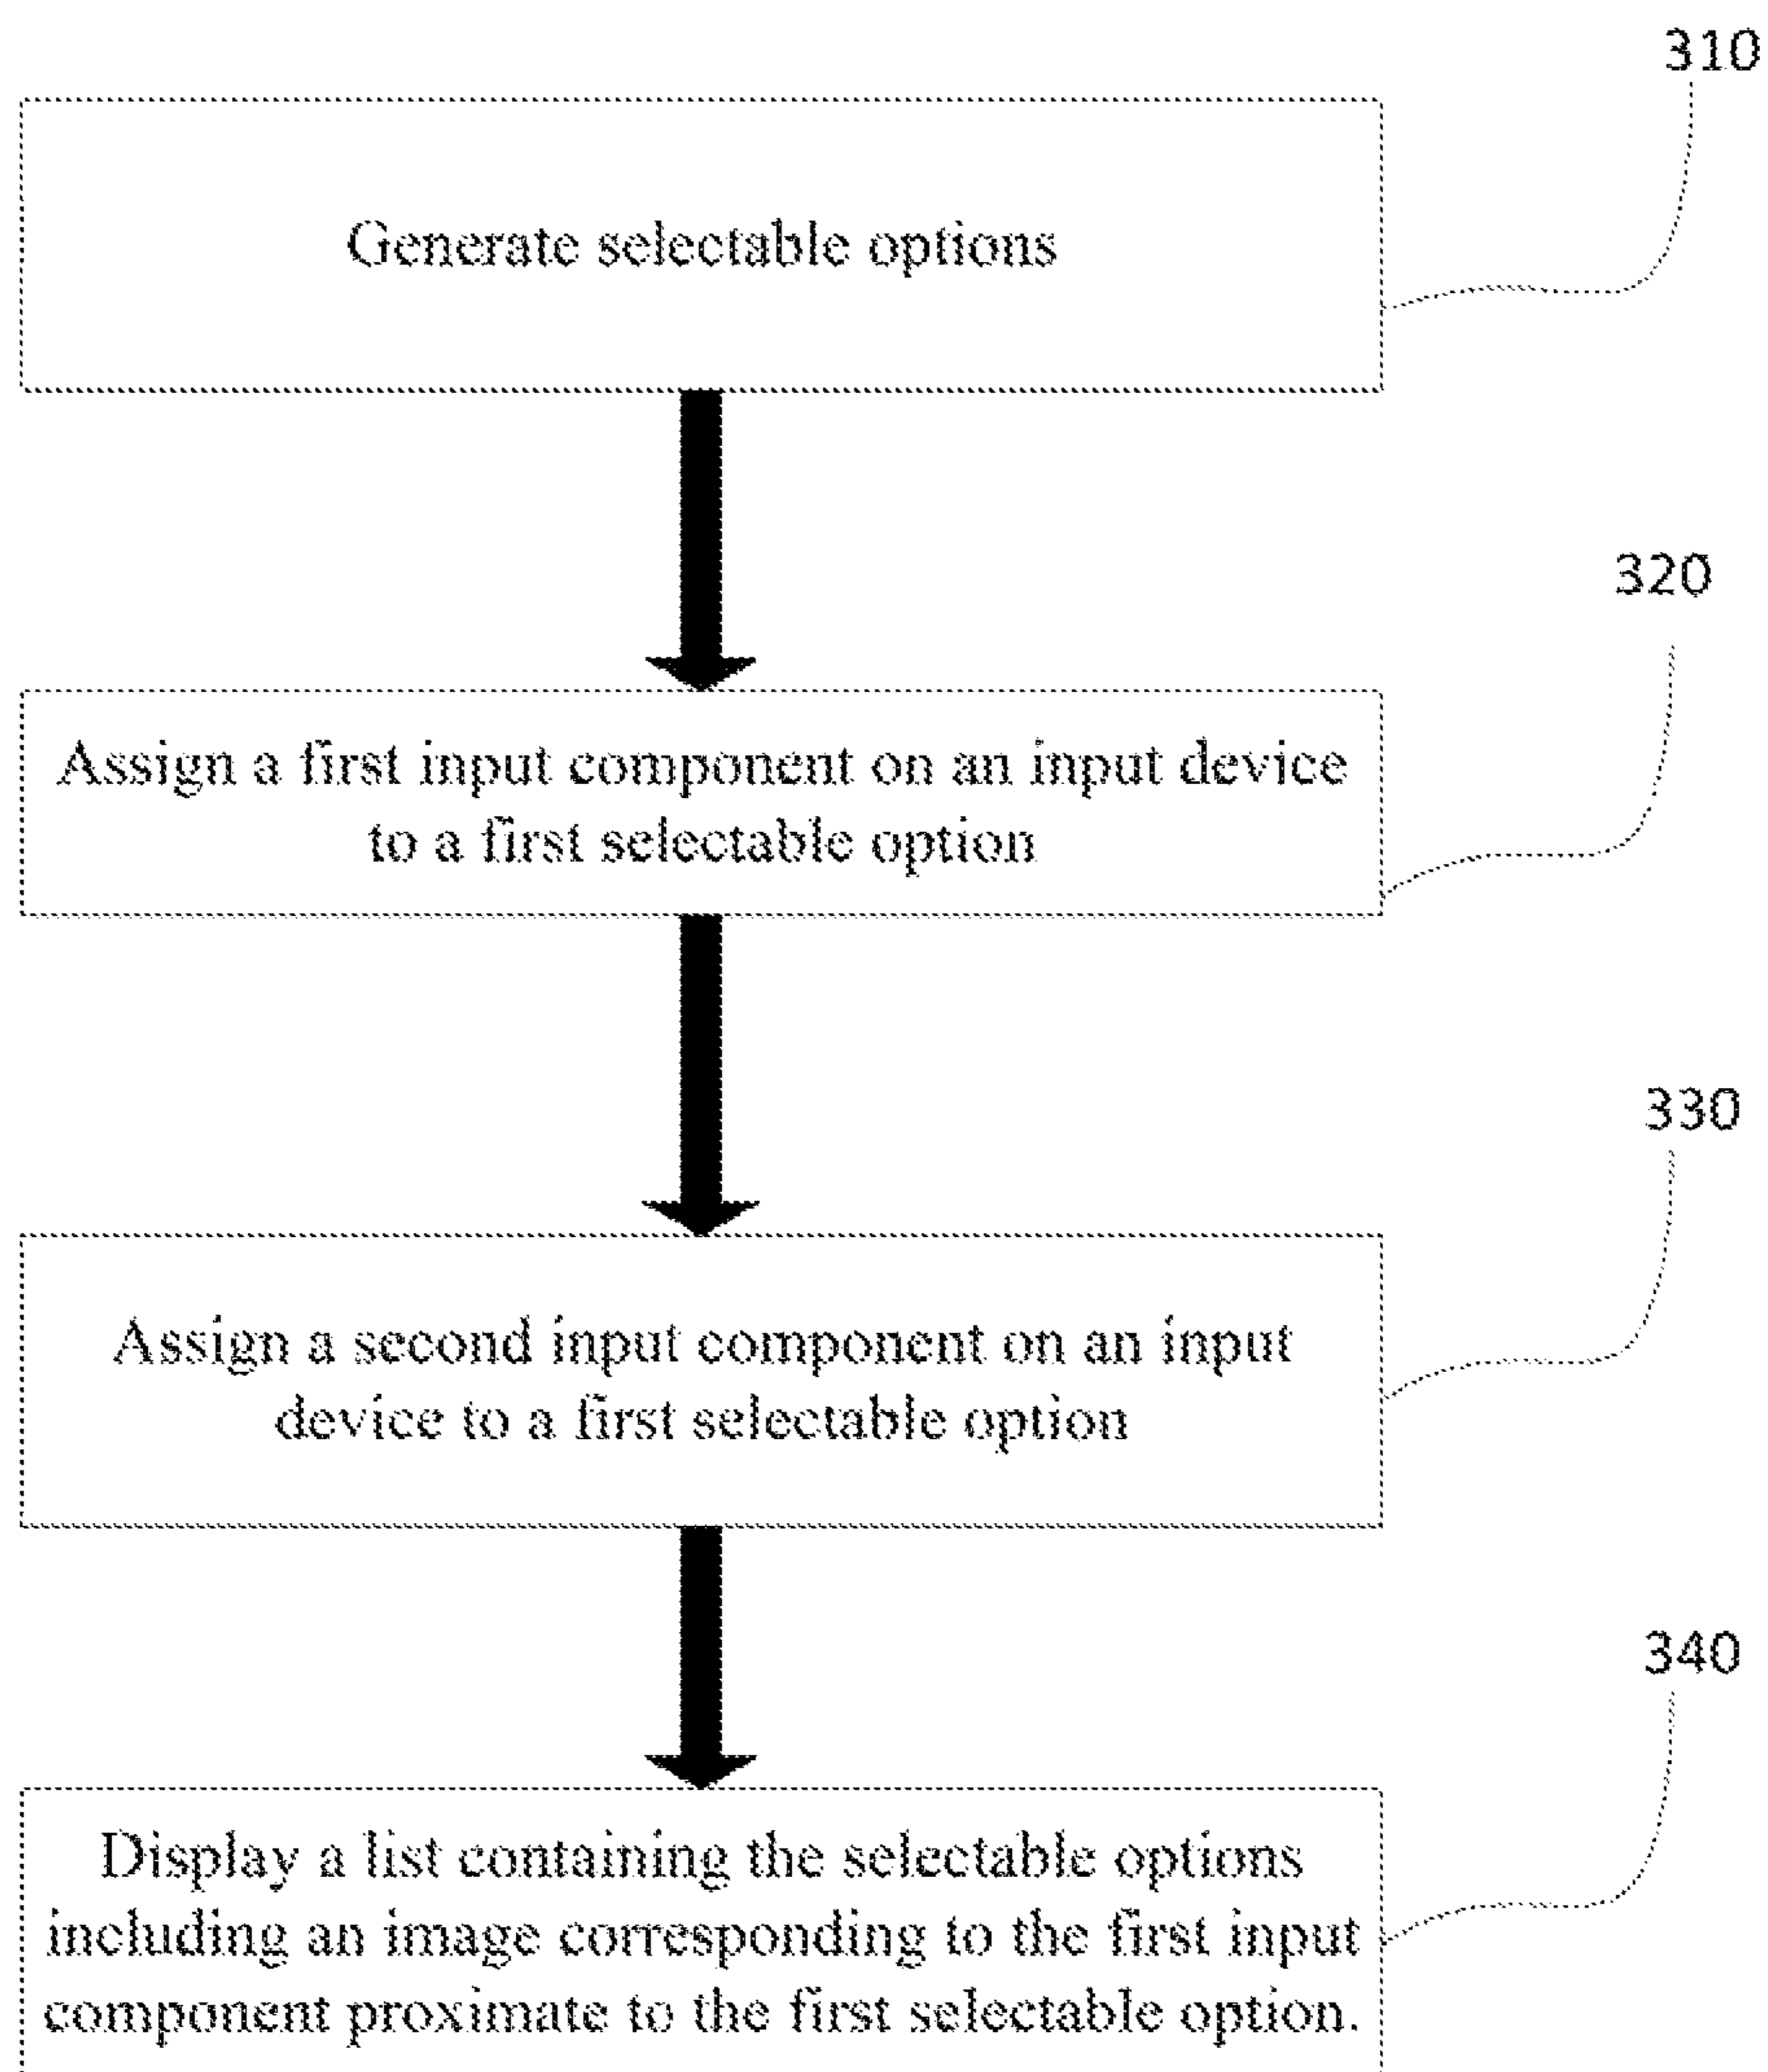 310
Generate selectable options
320
Assign a first input component on an input device
to a first selectable option
330
Assign a second input component on an input
device to a first selectable option
340
Display a list containing the selectable options
including an image corresponding to the first input
component proximate to the first selectable option.